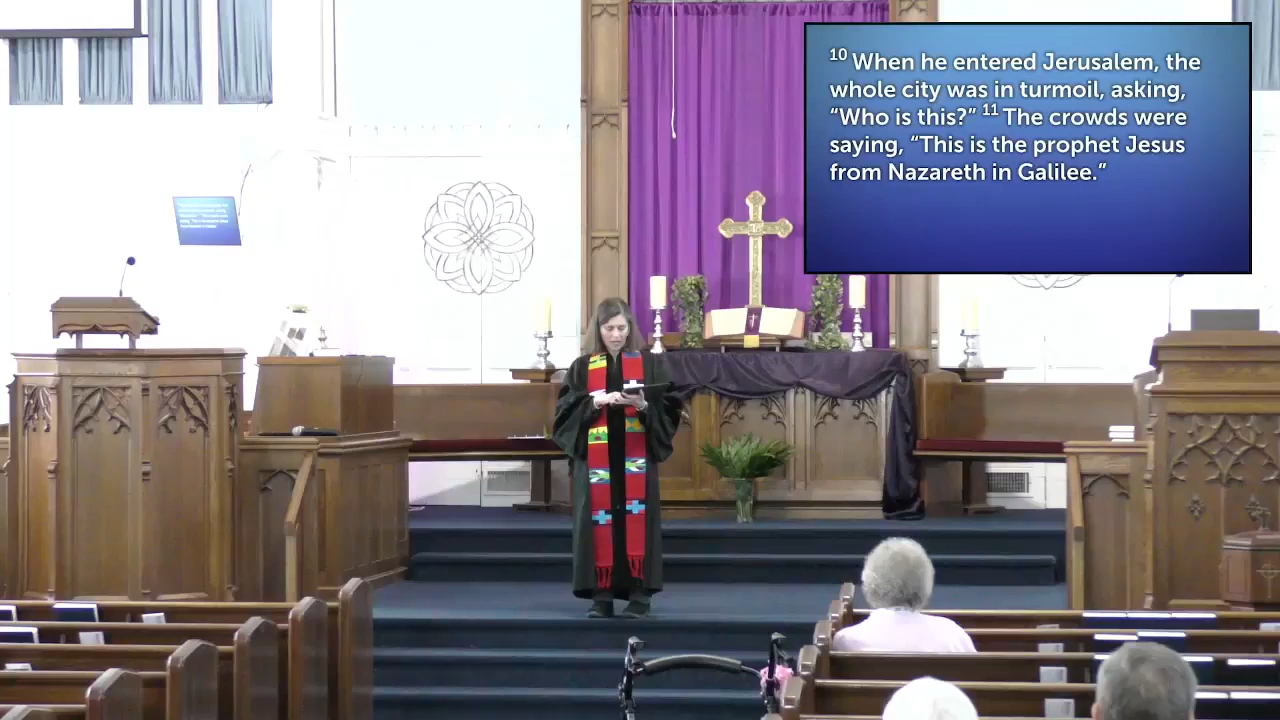 ¹⁰ When he entered Jerusalem, the
whole city was in turmoil, asking,
“Who is this?” ¹¹ The crowds were
saying, “This is the prophet Jesus
from Nazareth in Galilee.”